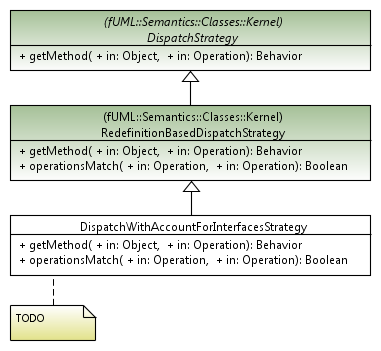 (fUML::Semantics::Classes::Kernel)
DispatchStrategy
+ getMethod( + in: Object, + in: Operation): Behavior
(fUML::Semantics::Classes::Kernel)
RedefinitionBasedDispatchStrategy
+ getMethod( + in: Object, + in: Operation): Behavior
+ operationsMatch( + in: Operation, + in: Operation): Boolean
DispatchWithAccountForInterfacesStrategy
+ getMethod( + in: Object, + in: Operation): Behavior
+ operationsMatch( + in: Operation, + in: Operation): Boolean
TODO